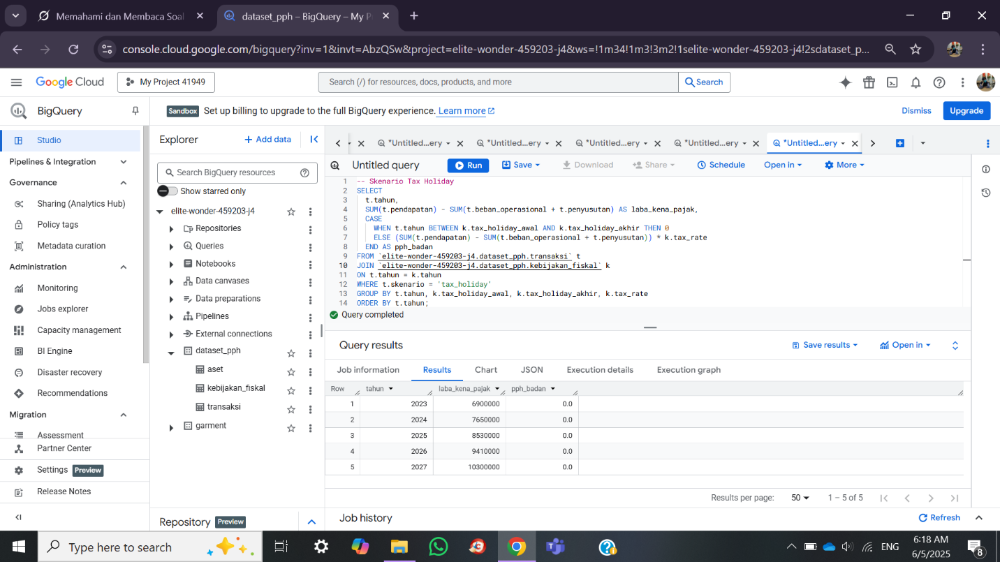 Memahami dan Membaca Soal
dataset_pph – BigQuery – My P
console.cloud.google.com/bigquery?inv=1&invt=AbzQSw&project=elite-wonder-459203-j4&ws=!1m34!1m3!3m2!1selite-wonder-459203-j4!2sdataset_p...
Google Cloud
My Project 41949
Search (/) for resources, docs, products, and more
Search
BigQuery
Sandbox Set up billing to upgrade to the full BigQuery experience. Learn more
Dismiss
Upgrade
Studio
Pipelines & Integration
Governance
Sharing (Analytics Hub)
Policy tags
Metadata curation
Administration
Monitoring
Jobs explorer
Capacity management
BI Engine
Disaster recovery
Recommendations
Migration
Assessment
Partner Center
Settings Preview
Release Notes
Explorer
+ Add data
Search BigQuery resources
Show starred only
elite-wonder-459203-j4
Repositories
Queries
Notebooks
Data canvases
Data preparations
Pipelines
External connections
dataset_pph
aset
kebijakan_fiskal
transaksi
garment
Repository Preview
*Untitled...ery
*Untitled...ery
*Untitled...ery
*Untitled...ery
*Untitled...ery
Untitled query
Run
Save
Download
Share
Schedule
Open in
More
1 -- Skenario Tax Holiday
2 SELECT
3 t.tahun,
4 SUM(t.pendapatan) - SUM(t.beban_operasional + t.penyusutan) AS laba_kena_pajak,
5 CASE
6 WHEN t.tahun BETWEEN k.tax_holiday_awal AND k.tax_holiday_akhir THEN 0
7 ELSE (SUM(t.pendapatan) - SUM(t.beban_operasional + t.penyusutan)) * k.tax_rate
8 END AS pph_badan
9 FROM `elite-wonder-459203-j4.dataset_pph.transaksi` t
10 JOIN `elite-wonder-459203-j4.dataset_pph.kebijakan_fiskal` k
11 ON t.tahun = k.tahun
12 WHERE t.skenario = 'tax_holiday'
13 GROUP BY t.tahun, k.tax_holiday_awal, k.tax_holiday_akhir, k.tax_rate
14 ORDER BY t.tahun;
Query completed
Query results
Save results
Open in
Job information
Results
Chart
JSON
Execution details
Execution graph
Row tahun laba_kena_pajak pph_badan
1 2023 6900000 0.0
2 2024 7650000 0.0
3 2025 8530000 0.0
4 2026 9410000 0.0
5 2027 10300000 0.0
Results per page: 50 1 – 5 of 5
Job history
Refresh
Type here to search
ENG
6:18 AM
6/5/2025
8